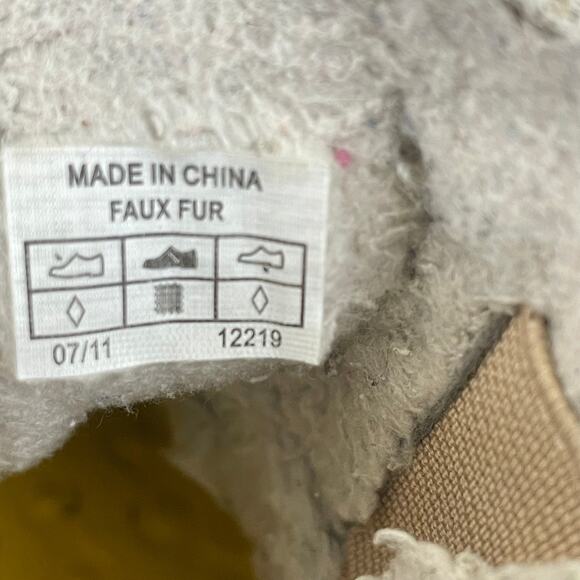 MADE IN CHINA
FAUX FUR
07/11 12219